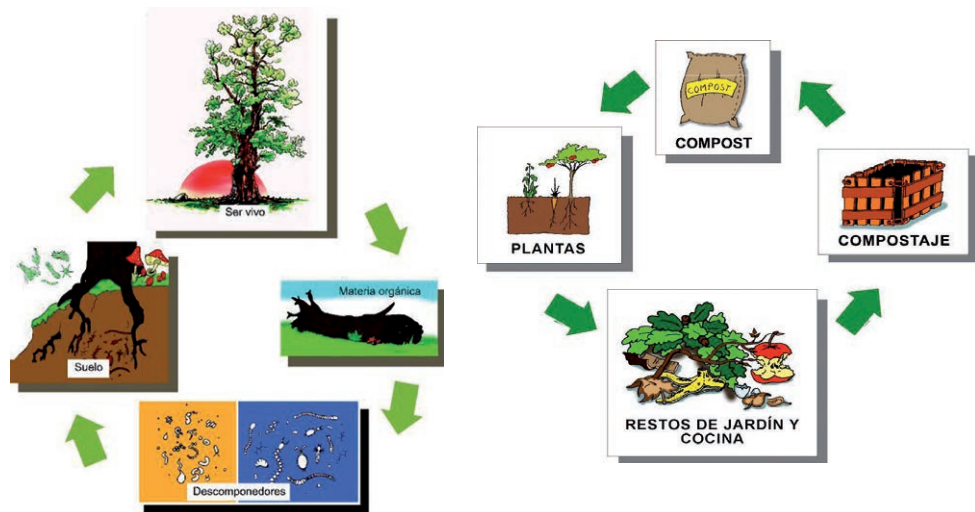 Ser vivo
Materia orgánica
Suelo
Descomponedores
COMPOST
COMPOST
PLANTAS
COMPOSTAJE
RESTOS DE JARDÍN Y
COCINA